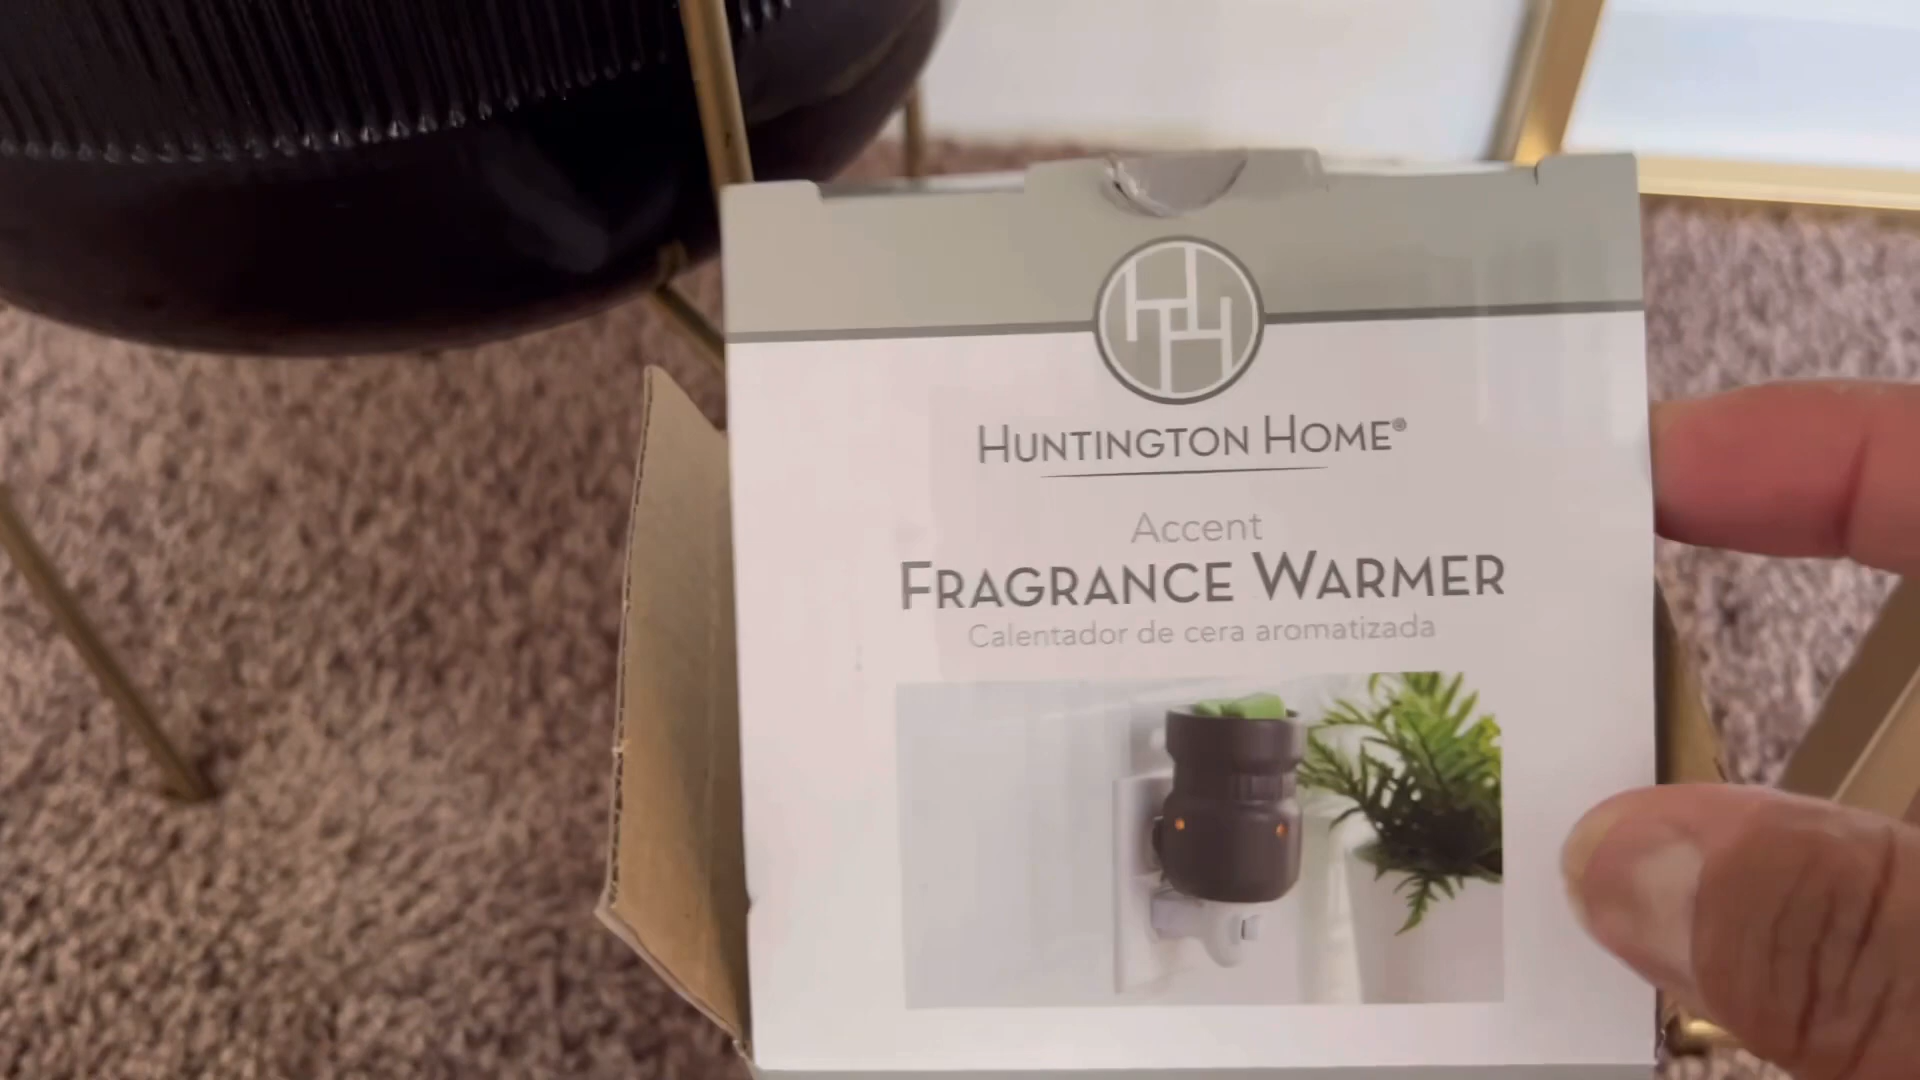 HH
HUNTINGTON HOME®
Accent
FRAGRANCE WARMER
Calentador de cera aromatizada